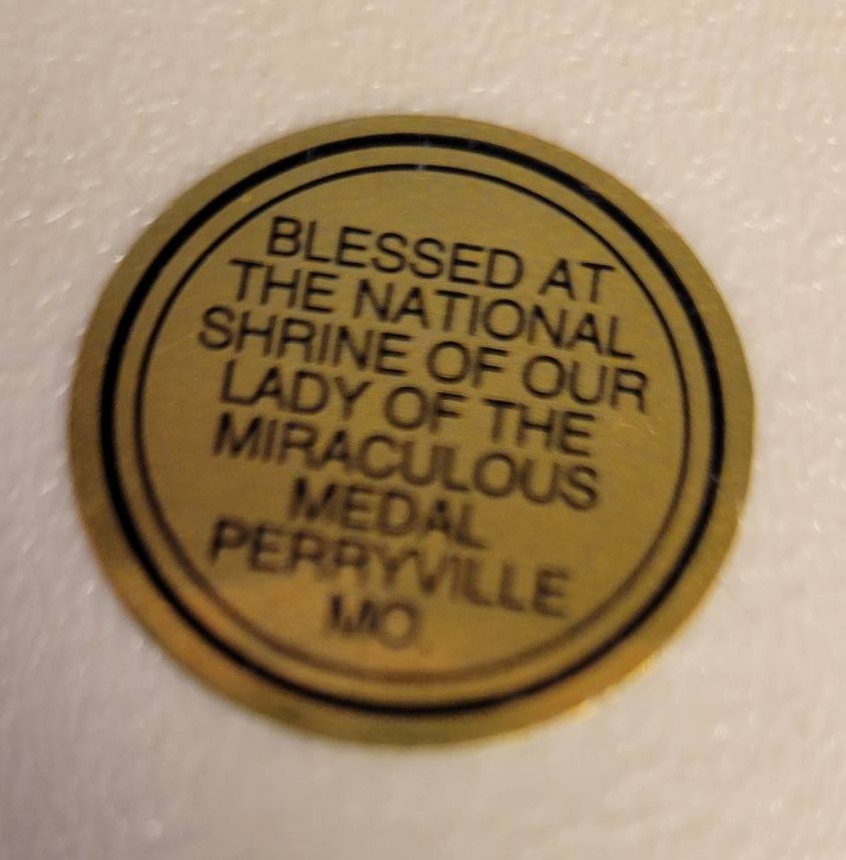 BLESSED AT
THE NATIONAL
SHRINE OF OUR
LADY OF THE
MIRACULOUS
MEDAL
PERRYVILLE
MO.